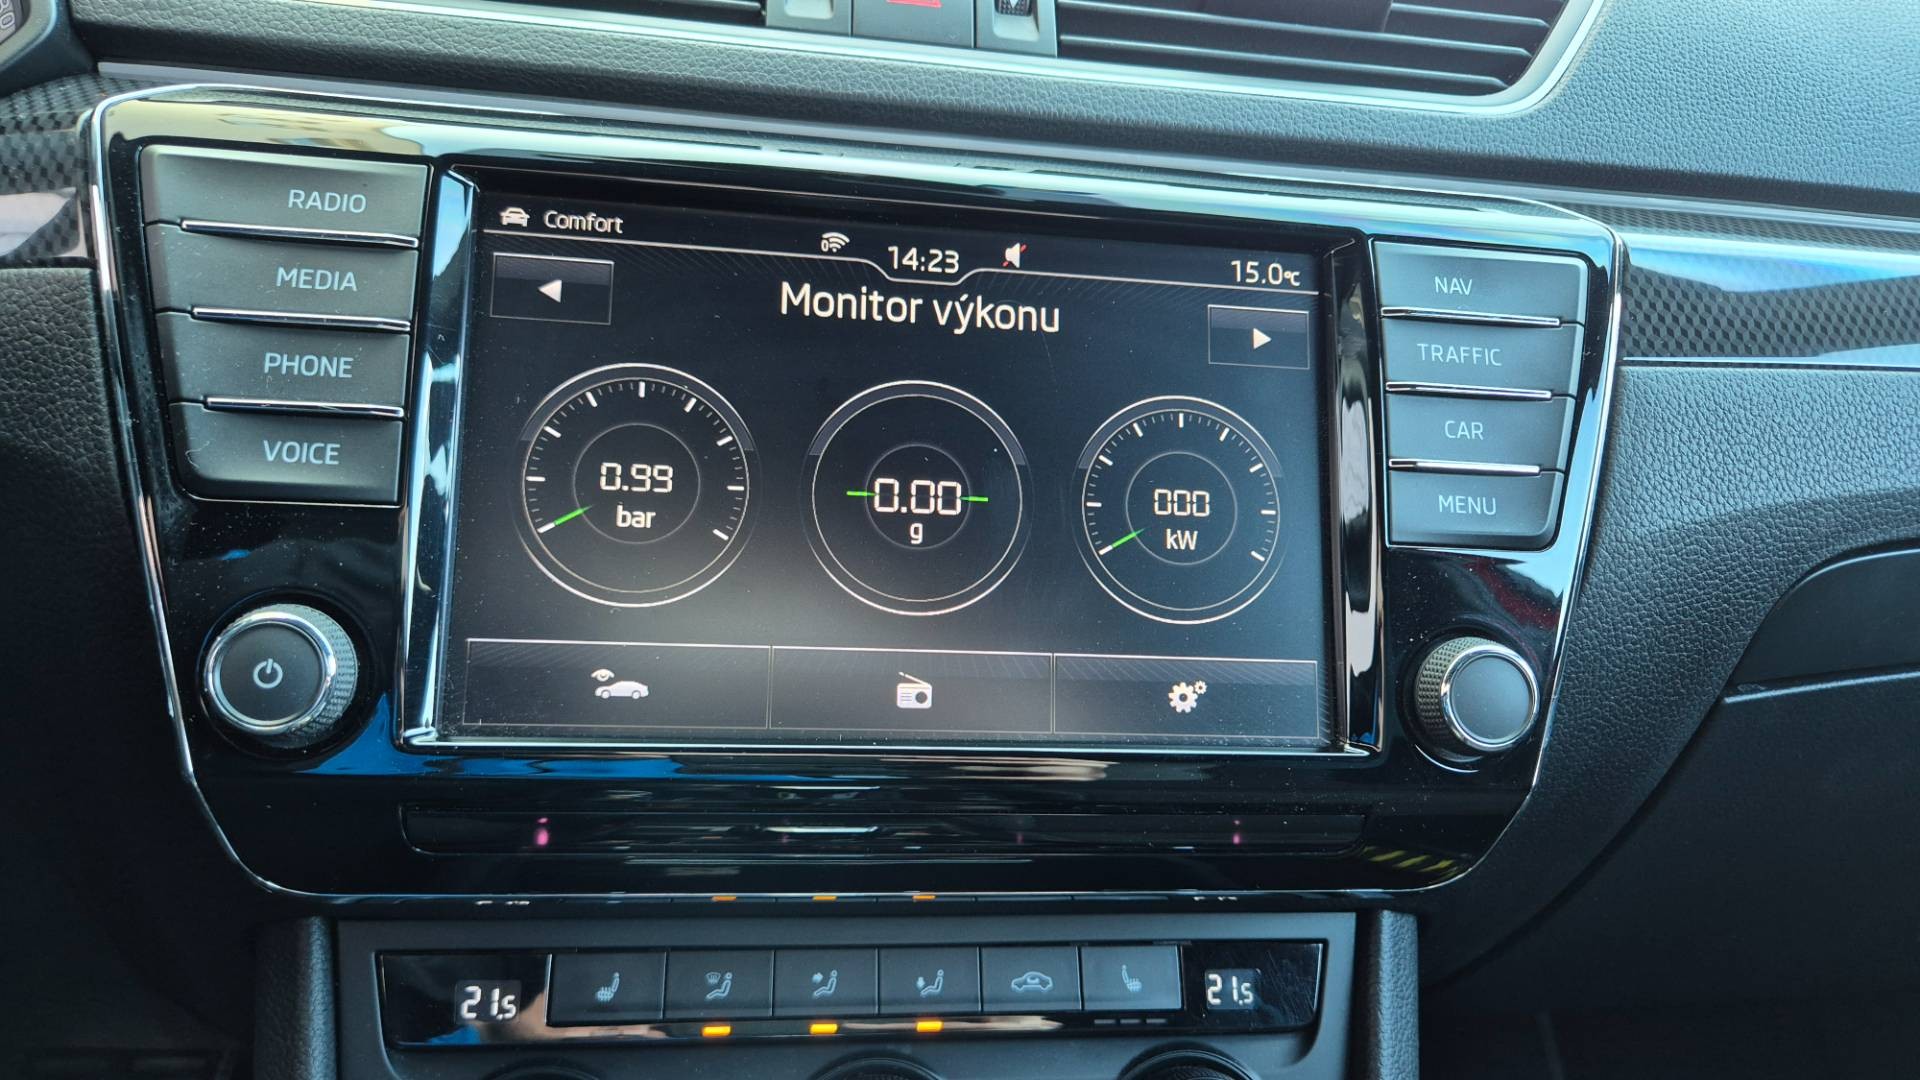 RADIO
MEDIA
PHONE
VOICE
Comfort
0
14:23
15.0°C
Monitor výkonu
0.99
bar
0.00
g
000
kW
NAV
TRAFFIC
CAR
MENU
21.5
21.5